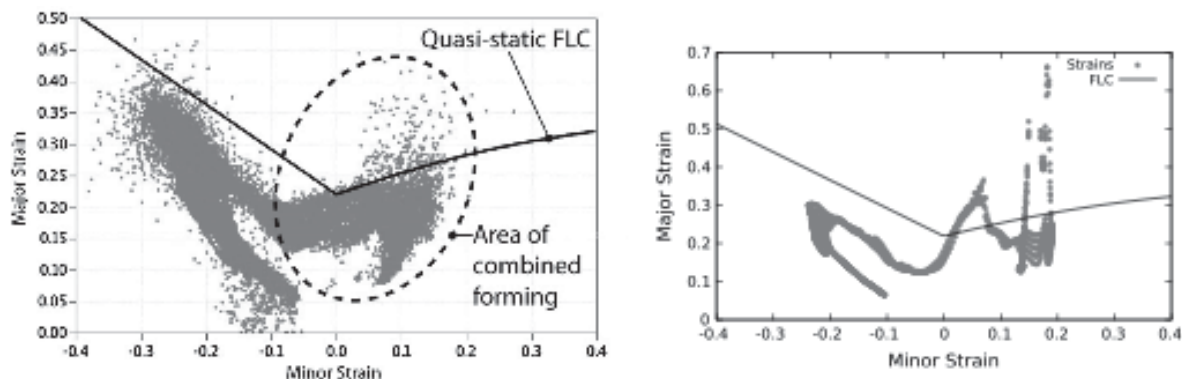 0.50
0.45
0.40
0.35
0.30
0.25
0.20
0.15
0.10
0.05
0.00
Major Strain
-0.4 -0.3 -0.2 -0.1 0.0 0.1 0.2 0.3 0.4
Minor Strain
Quasi-static FLC
Area of
combined
forming
0.7
0.6
0.5
0.4
0.3
0.2
0.1
0
Major Strain
-0.4 -0.3 -0.2 -0.1 0 0.1 0.2 0.3 0.4
Minor Strain
Strains
FLC